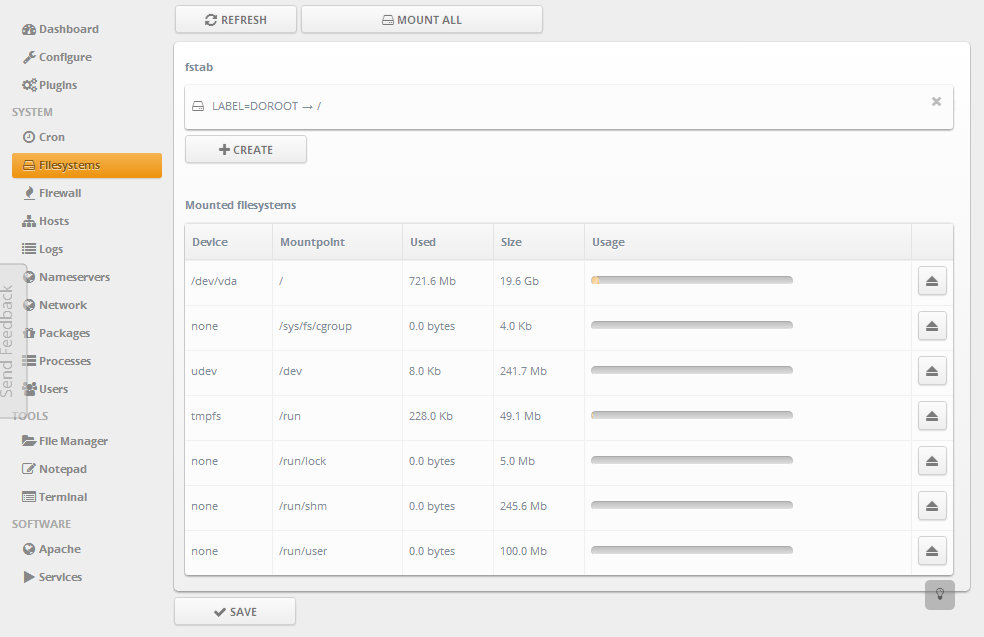 REFRESH
MOUNT ALL
Dashboard
Configure
Plugins
SYSTEM
Cron
Filesystems
Firewall
Hosts
Logs
Nameservers
Network
Packages
Processes
Users
TOOLS
File Manager
Notepad
Terminal
SOFTWARE
Apache
Services
Send Feedback
fstab
LABEL=DOROOT → /
CREATE
Mounted filesystems
Device Mountpoint Used Size Usage
/dev/vda / 721.6 Mb 19.6 Gb
none /sys/fs/cgroup 0.0 bytes 4.0 Kb
udev /dev 8.0 Kb 241.7 Mb
tmpfs /run 228.0 Kb 49.1 Mb
none /run/lock 0.0 bytes 5.0 Mb
none /run/shm 0.0 bytes 245.6 Mb
none /run/user 0.0 bytes 100.0 Mb
SAVE